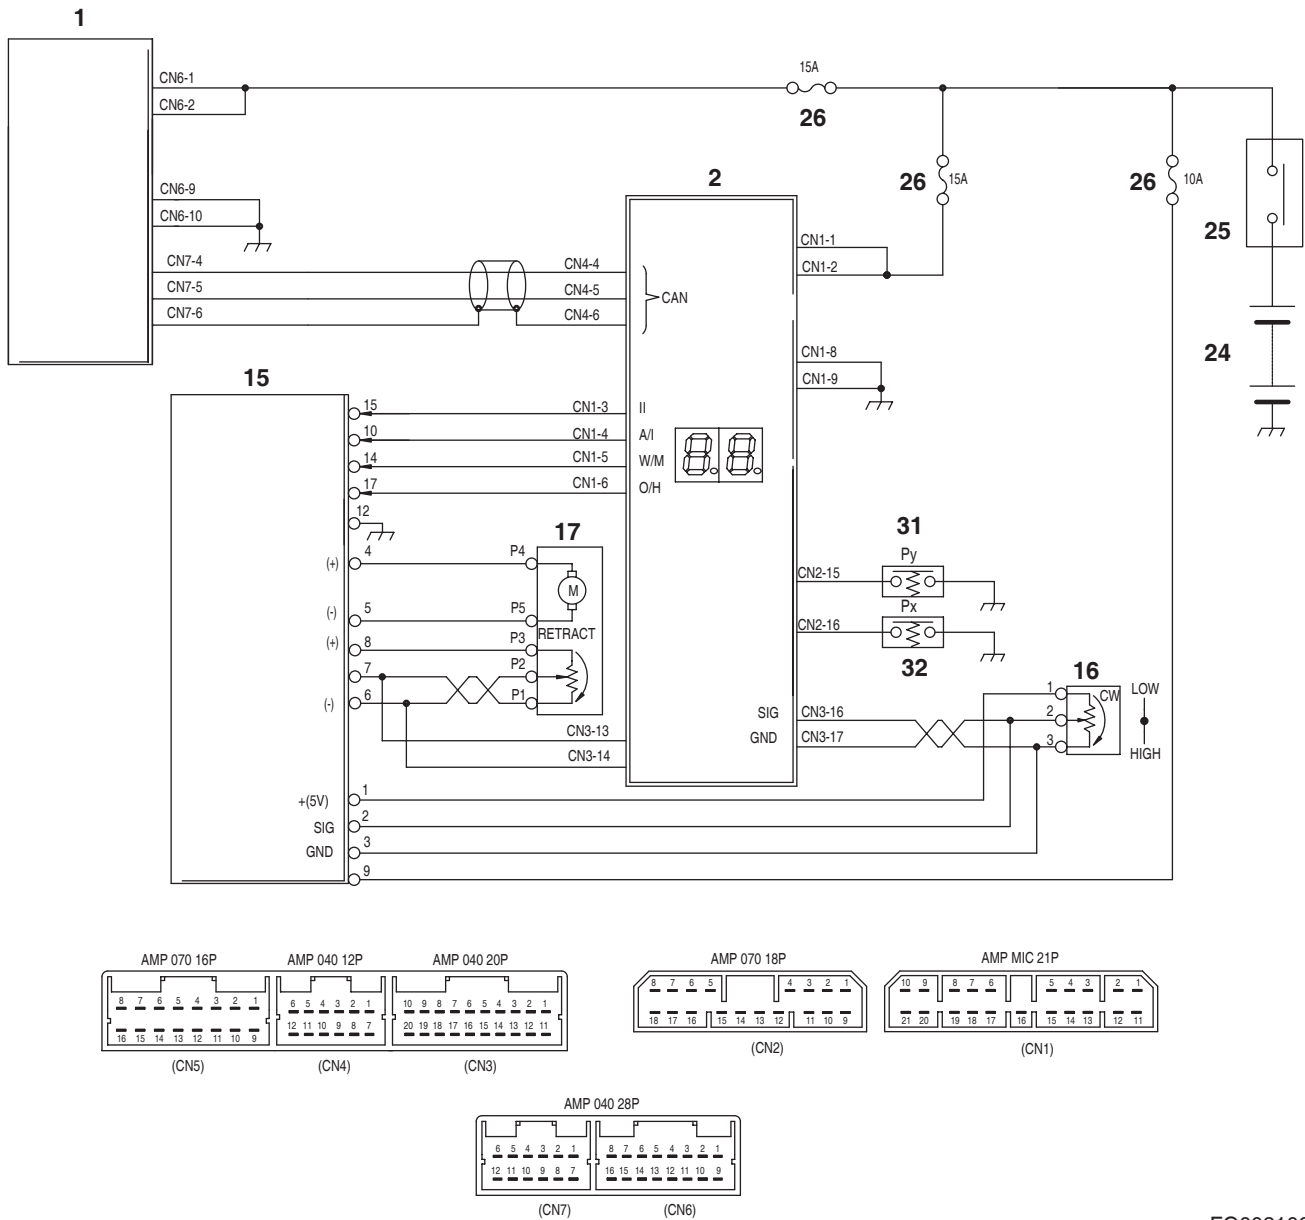 1
CN6-1
CN6-2
15A
26
CN6-9
CN6-10
2
26
15A
26
10A
25
CN7-4
CN7-5
CN7-6
CN4-4
CN4-5
CN4-6
CAN
CN1-1
CN1-2
24
CN1-8
CN1-9
15
15
CN1-3
II
10
CN1-4
A/I
14
CN1-5
W/M
17
CN1-6
O/H
12
17
31
Py
(+)
4
P4
M
CN2-15
(-)
5
P5
RETRACT
Px
CN2-16
32
(+)
8
P3
7
P2
(-)
6
P1
16
1
CW
LOW
2
3
HIGH
SIG
CN3-16
GND
CN3-17
CN3-13
CN3-14
+(5V)
1
SIG
2
GND
3
9
AMP 070 16P
AMP 040 12P
AMP 040 20P
AMP 070 18P
AMP MIC 21P
8 7 6 5 4 3 2 1
16 15 14 13 12 11 10 9
6 5 4 3 2 1
12 11 10 9 8 7
10 9 8 7 6 5 4 3 2 1
20 19 18 17 16 15 14 13 12 11
8 7 6 5 4 3 2 1
18 17 16 15 14 13 12 11 10 9
10 9 8 7 6 5 4 3 2 1
21 20 19 18 17 16 15 14 13 12 11
(CN5)
(CN4)
(CN3)
(CN2)
(CN1)
AMP 040 28P
6 5 4 3 2 1
12 11 10 9 8 7
8 7 6 5 4 3 2 1
16 15 14 13 12 11 10 9
(CN7)
(CN6)